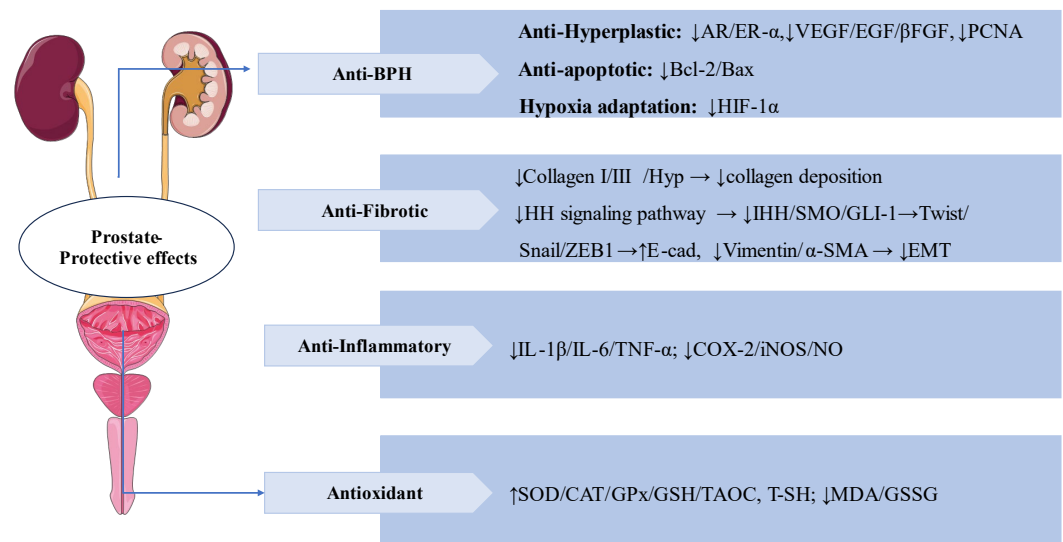 Prostate-
Protective effects
Anti-BPH
Anti-Hyperplastic: ↓AR/ER-α,↓VEGF/EGF/βFGF, ↓PCNA
Anti-apoptotic: ↓Bcl-2/Bax
Hypoxia adaptation: ↓HIF-1α
Anti-Fibrotic
↓Collagen I/III /Hyp → ↓collagen deposition
↓HH signaling pathway → ↓IHH/SMO/GLI-1→Twist/
Snail/ZEB1→↑E-cad, ↓Vimentin/α-SMA → ↓EMT
Anti-Inflammatory
↓IL-1β/IL-6/TNF-α; ↓COX-2/iNOS/NO
Antioxidant
↑SOD/CAT/GPx/GSH/TAOC, T-SH; ↓MDA/GSSG